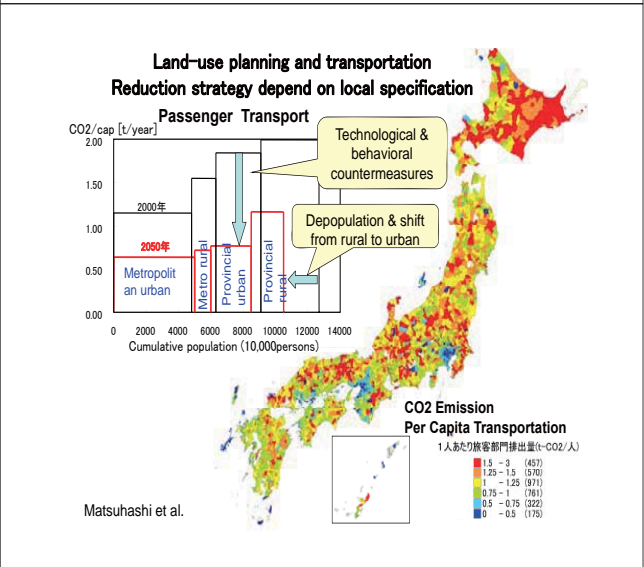 Land-use planning and transportation
Reduction strategy depend on local specification
Passenger Transport
CO2/cap [t/year]
2.00
1.50
1.00
0.50
0.00
2000年
2050年
Metropolit
an urban
Metro rural
Provincial
urban
Provincial
rural
0 2000 4000 6000 8000 10000 12000 14000
Cumulative population (10,000persons)
Technological &
behavioral
countermeasures
Depopulation & shift
from rural to urban
CO2 Emission
Per Capita Transportation
1人あたり旅客部門排出量(t-CO2/人)
1.5 - 3 (457)
1.25 - 1.5 (570)
1 - 1.25 (971)
0.75 - 1 (761)
0.5 - 0.75 (322)
0 - 0.5 (175)
Matsuhashi et al.